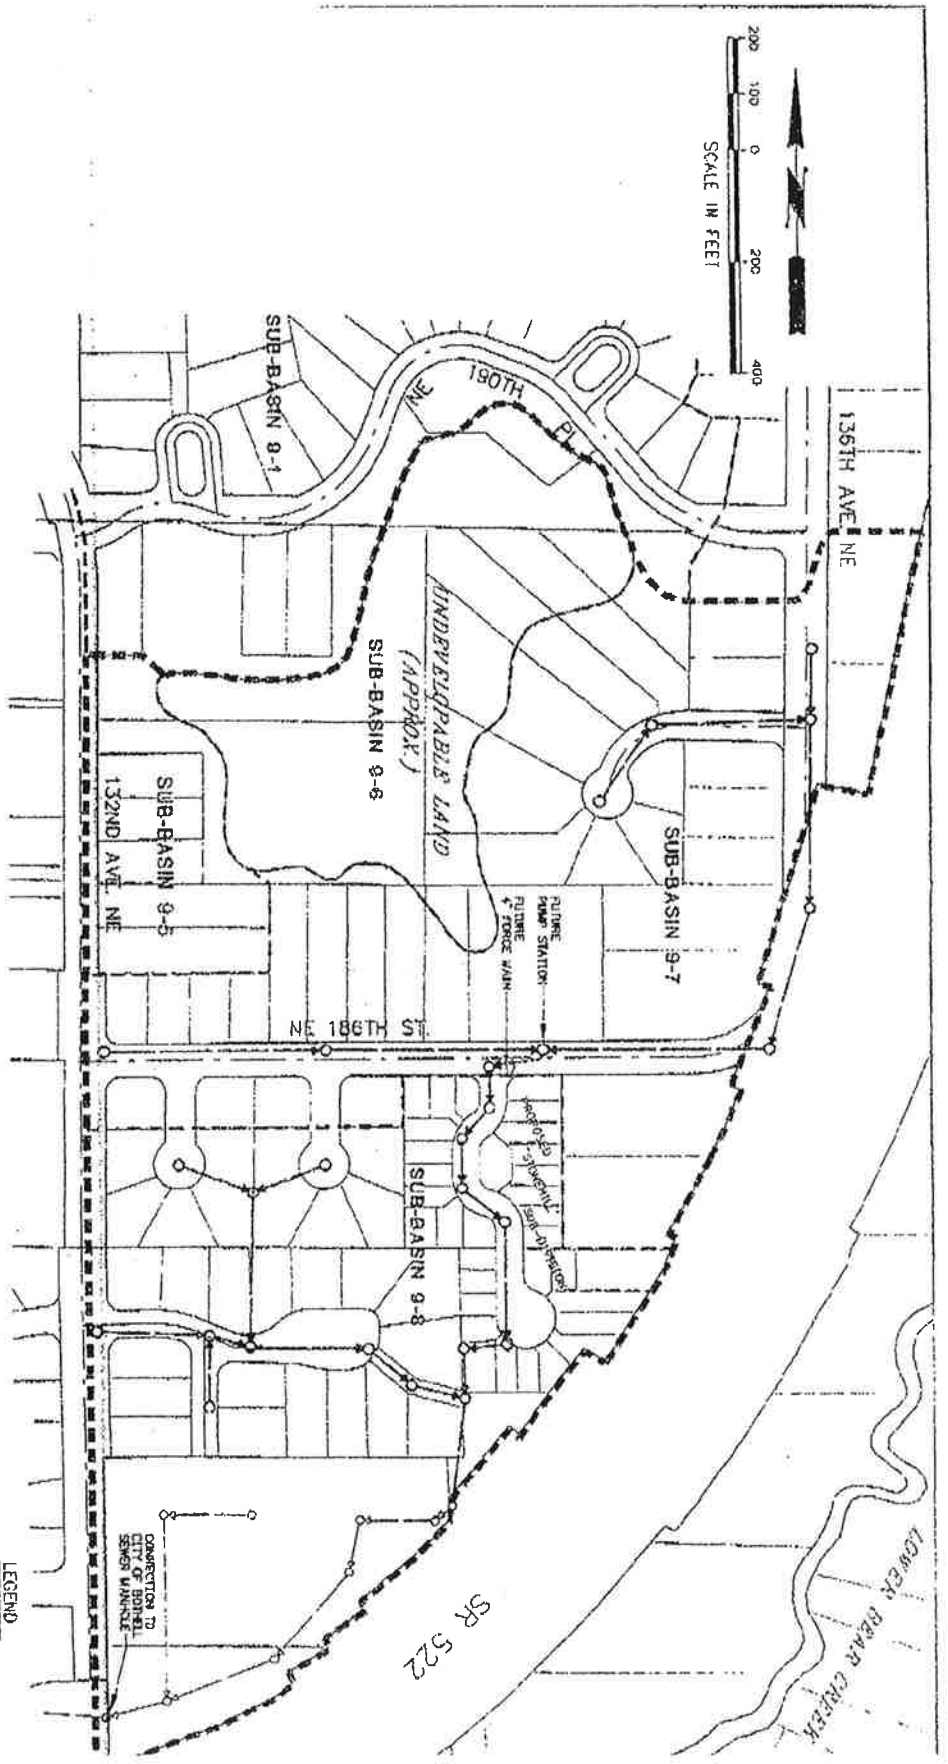 200 100 0 200 400
SCALE IN FEET
N
136TH AVE NE
SUB-BASIN 9-1
NE 190TH PL
UNDEVELOPABLE LAND
(APPROX.)
SUB-BASIN 9-6
SUB-BASIN 9-7
SUB-BASIN 9-5
132ND AVE NE
FUTURE
PUMP STATION
FUTURE
4" FORCE MAIN
NE 186TH ST.
PROPOSED
"STONEHILL"
SUB-DIVISION
SUB-BASIN 9-8
CONNECTION TO
CITY OF BOTHELL
SEWER MANHOLE
SR 522
LOWER BEAR CREEK
LEGEND